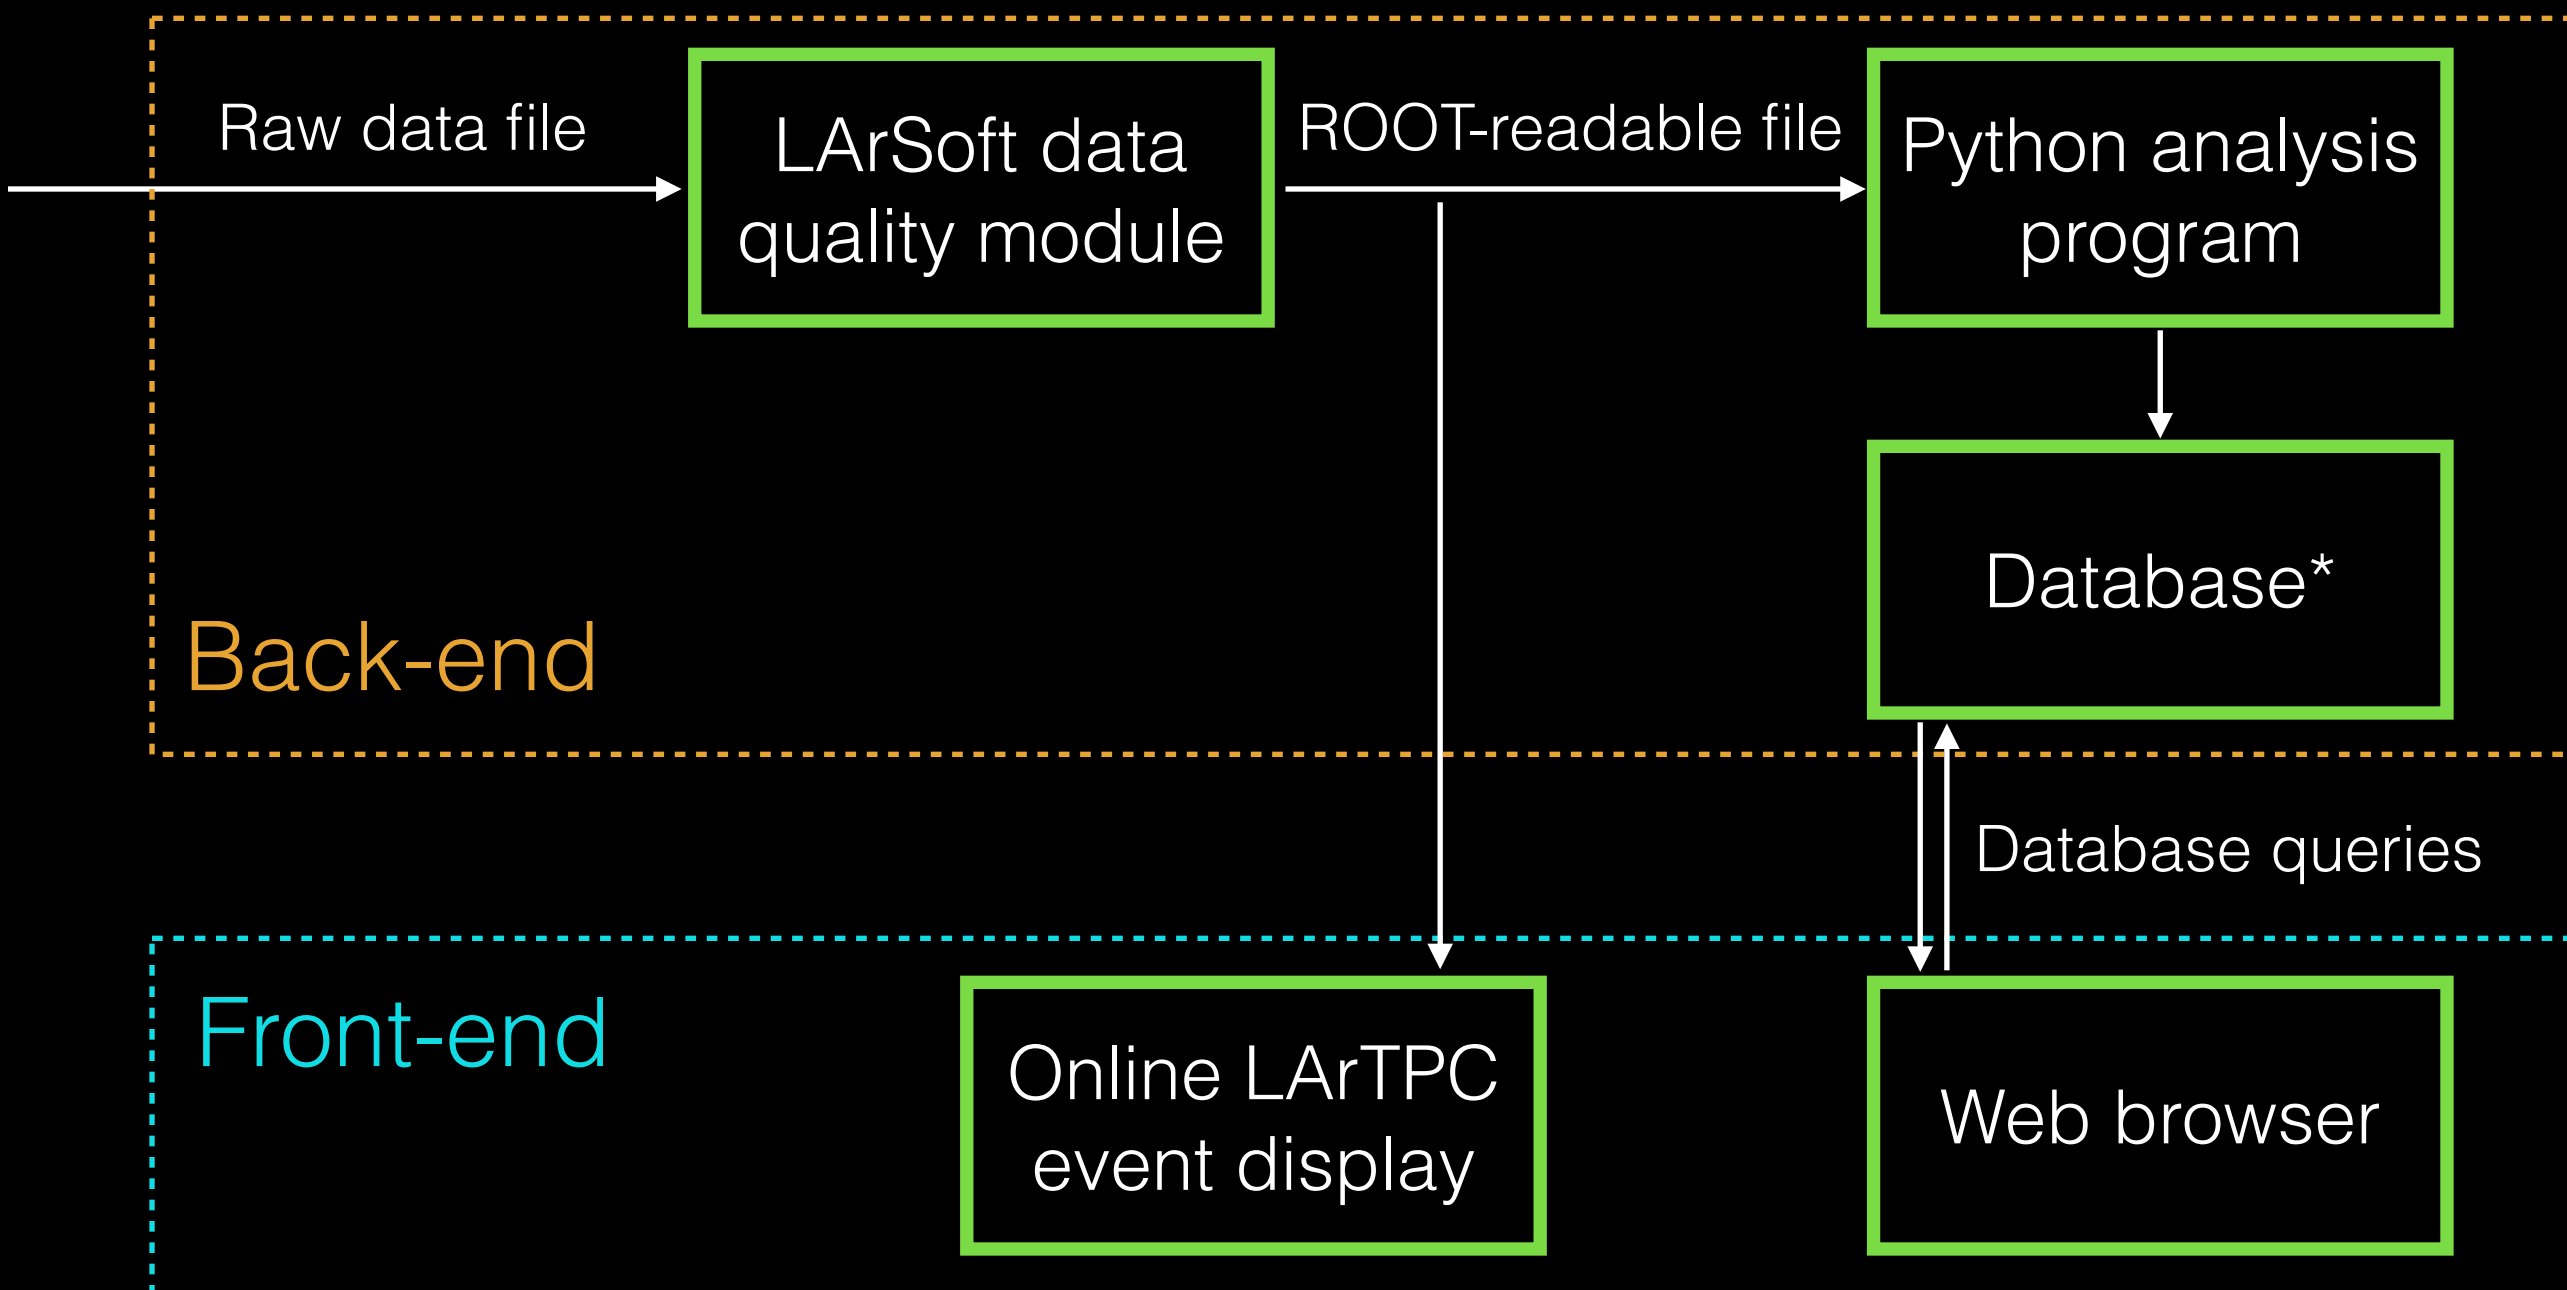 Raw data file
LArSoft data
quality module
ROOT-readable file
Python analysis
program
Database*
Back-end
Database queries
Front-end
Online LArTPC
event display
Web browser